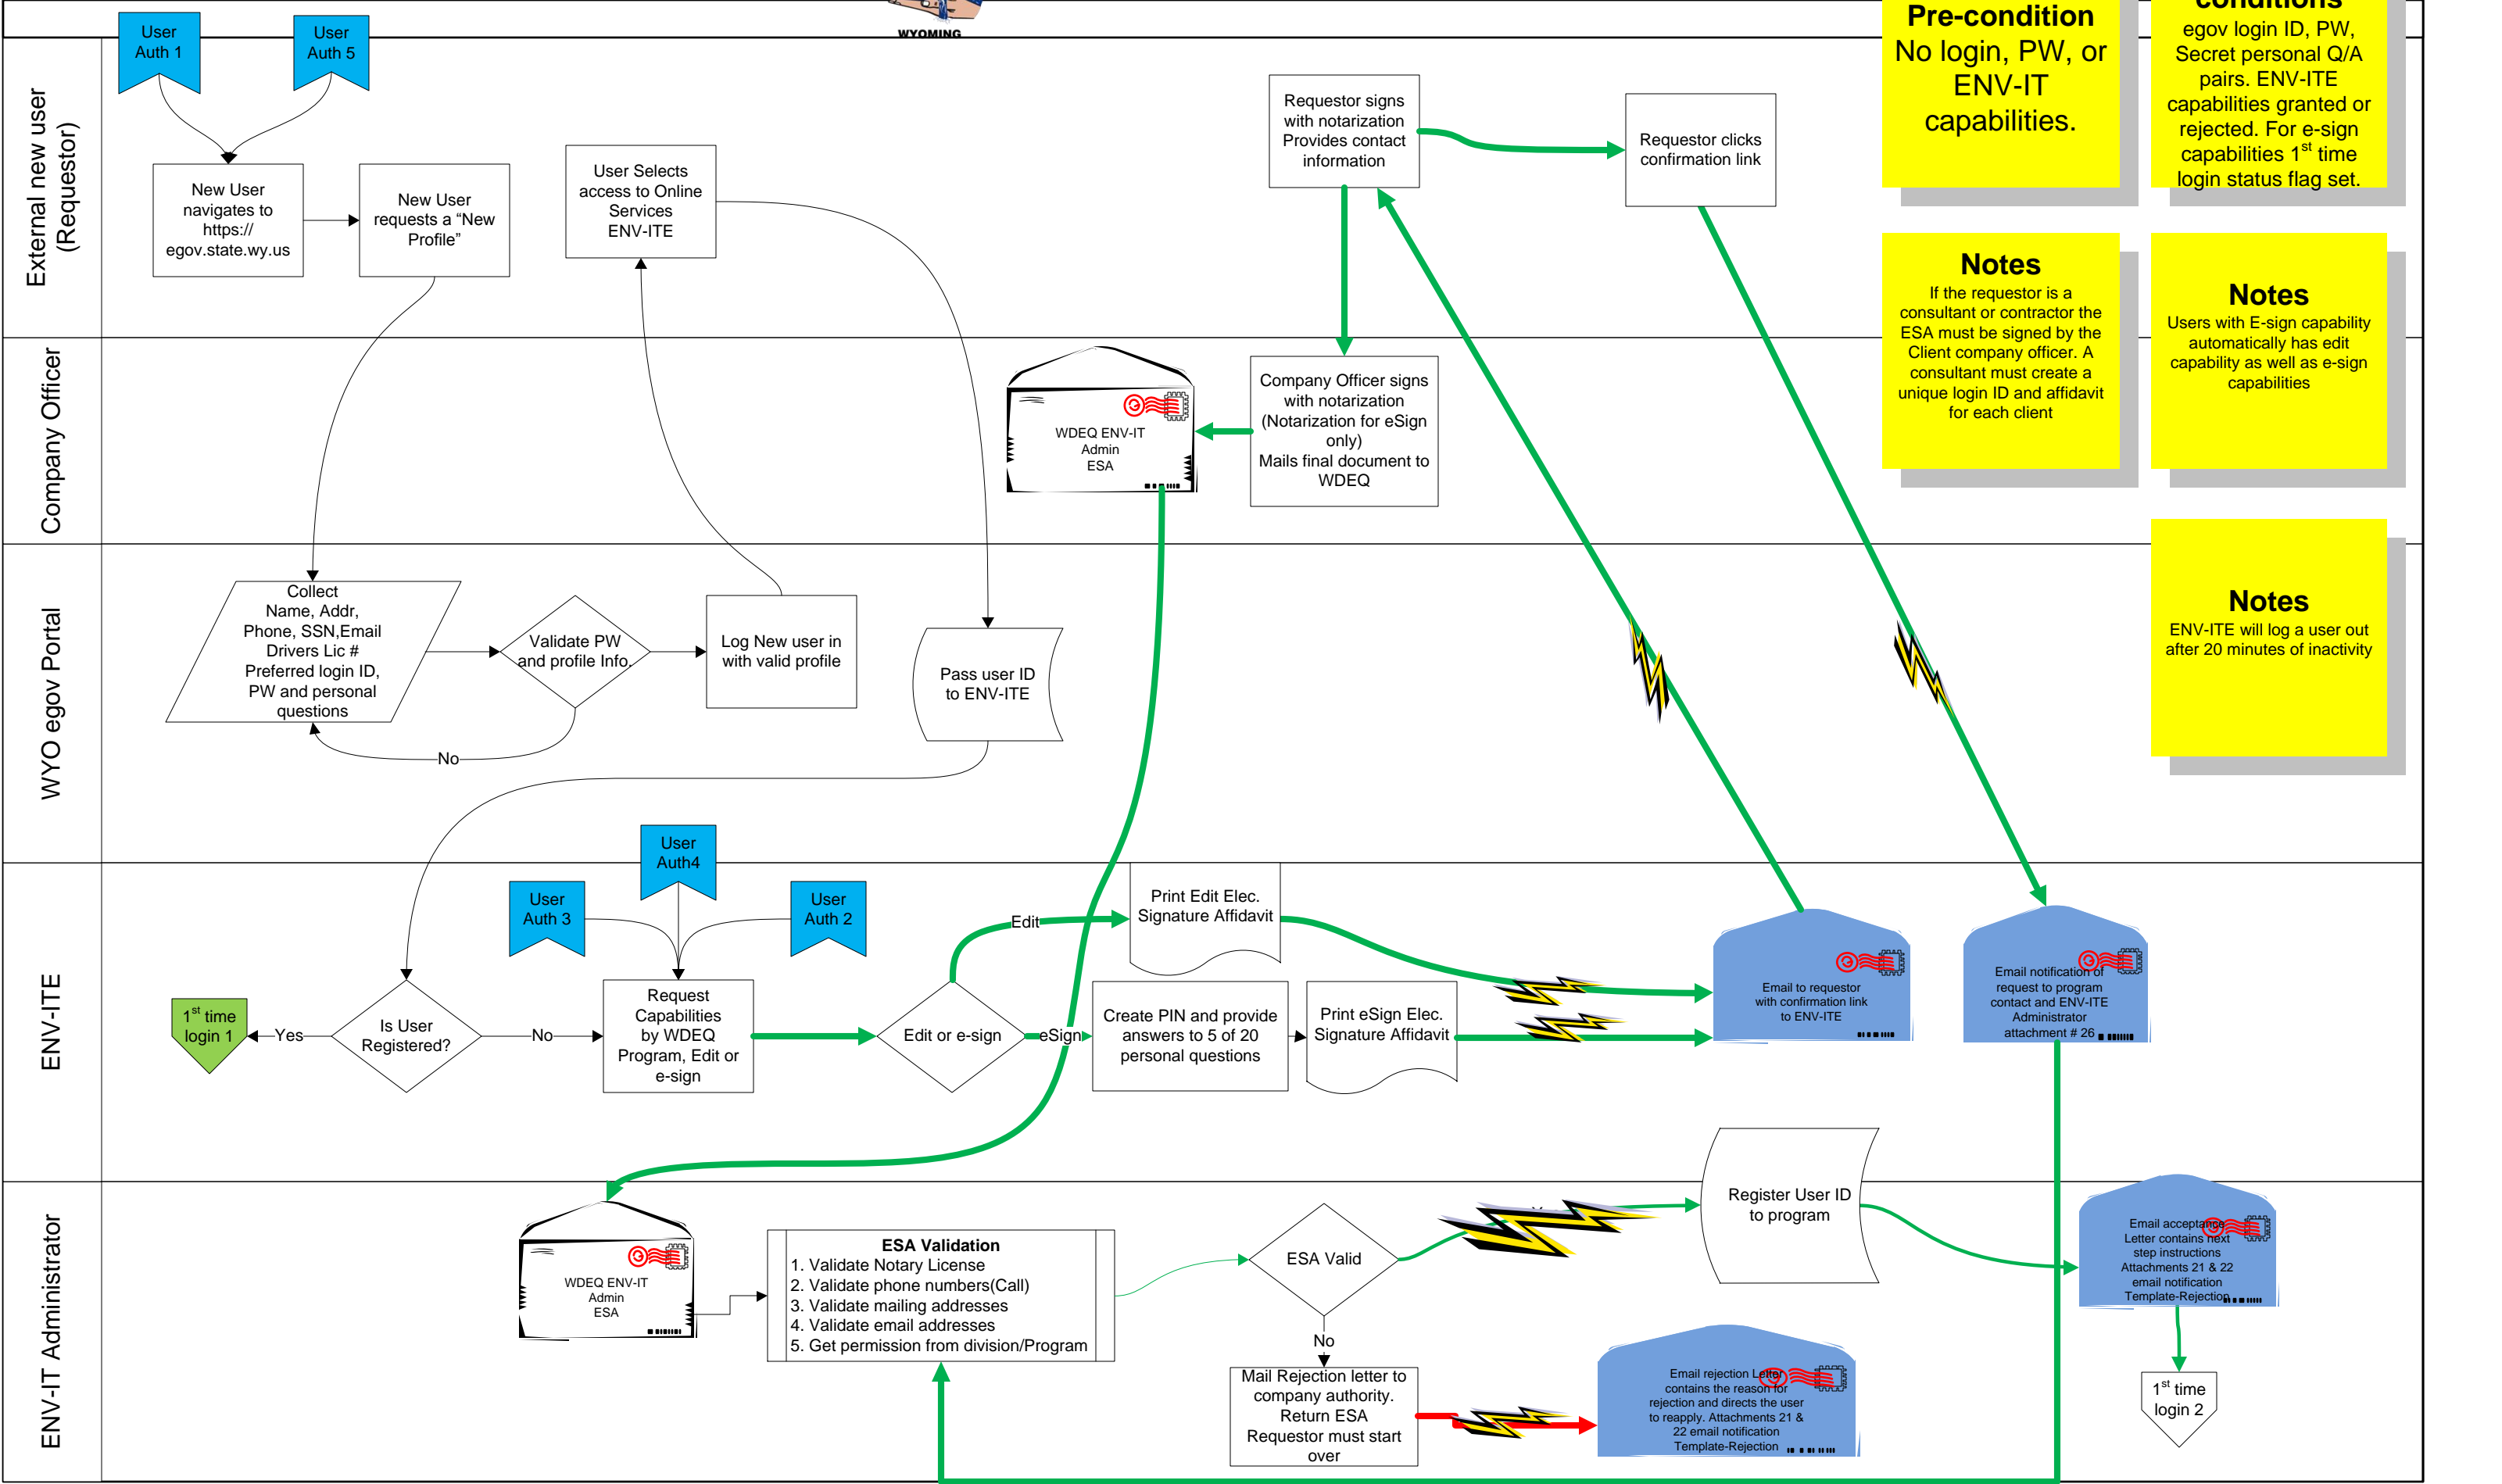 WYOMING
User
Auth 1
User
Auth 5
Pre-condition
No login, PW, or
ENV-IT
capabilities.
conditions
egov login ID, PW,
Secret personal Q/A
pairs. ENV-ITE
capabilities granted or
rejected. For e-sign
capabilities 1st time
login status flag set.
External new user
(Requestor)
New User
navigates to
https://
egov.state.wy.us
New User
requests a “New
Profile”
User Selects
access to Online
Services
ENV-ITE
Requestor signs
with notarization
Provides contact
information
Requestor clicks
confirmation link
Notes
If the requestor is a
consultant or contractor the
ESA must be signed by the
Client company officer. A
consultant must create a
unique login ID and affidavit
for each client
Notes
Users with E-sign capability
automatically has edit
capability as well as e-sign
capabilities
Company Officer
WDEQ ENV-IT
Admin
ESA
Company Officer signs
with notarization
(Notarization for eSign
only)
Mails final document to
WDEQ
Notes
ENV-ITE will log a user out
after 20 minutes of inactivity
WYO egov Portal
Collect
Name, Addr,
Phone, SSN,Email
Drivers Lic #
Preferred login ID,
PW and personal
questions
Validate PW
and profile Info.
No
Log New user in
with valid profile
Pass user ID
to ENV-ITE
ENV-ITE
User
Auth 3
User
Auth4
User
Auth 2
1st time
login 1
Yes
Is User
Registered?
No
Request
Capabilities
by WDEQ
Program, Edit or
e-sign
Edit or e-sign
Edit
Print Edit Elec.
Signature Affidavit
eSign
Create PIN and provide
answers to 5 of 20
personal questions
Print eSign Elec.
Signature Affidavit
Email to requestor
with confirmation link
to ENV-ITE
Email notification of
request to program
contact and ENV-ITE
Administrator
attachment # 26
ENV-IT Administrator
WDEQ ENV-IT
Admin
ESA
ESA Validation
1. Validate Notary License
2. Validate phone numbers(Call)
3. Validate mailing addresses
4. Validate email addresses
5. Get permission from division/Program
ESA Valid
No
Mail Rejection letter to
company authority.
Return ESA
Requestor must start
over
Register User ID
to program
Email rejection Letter
contains the reason for
rejection and directs the user
to reapply. Attachments 21 &
22 email notification
Template-Rejection
Email acceptance
Letter contains next
step instructions
Attachments 21 & 22
email notification
Template-Rejection
1st time
login 2